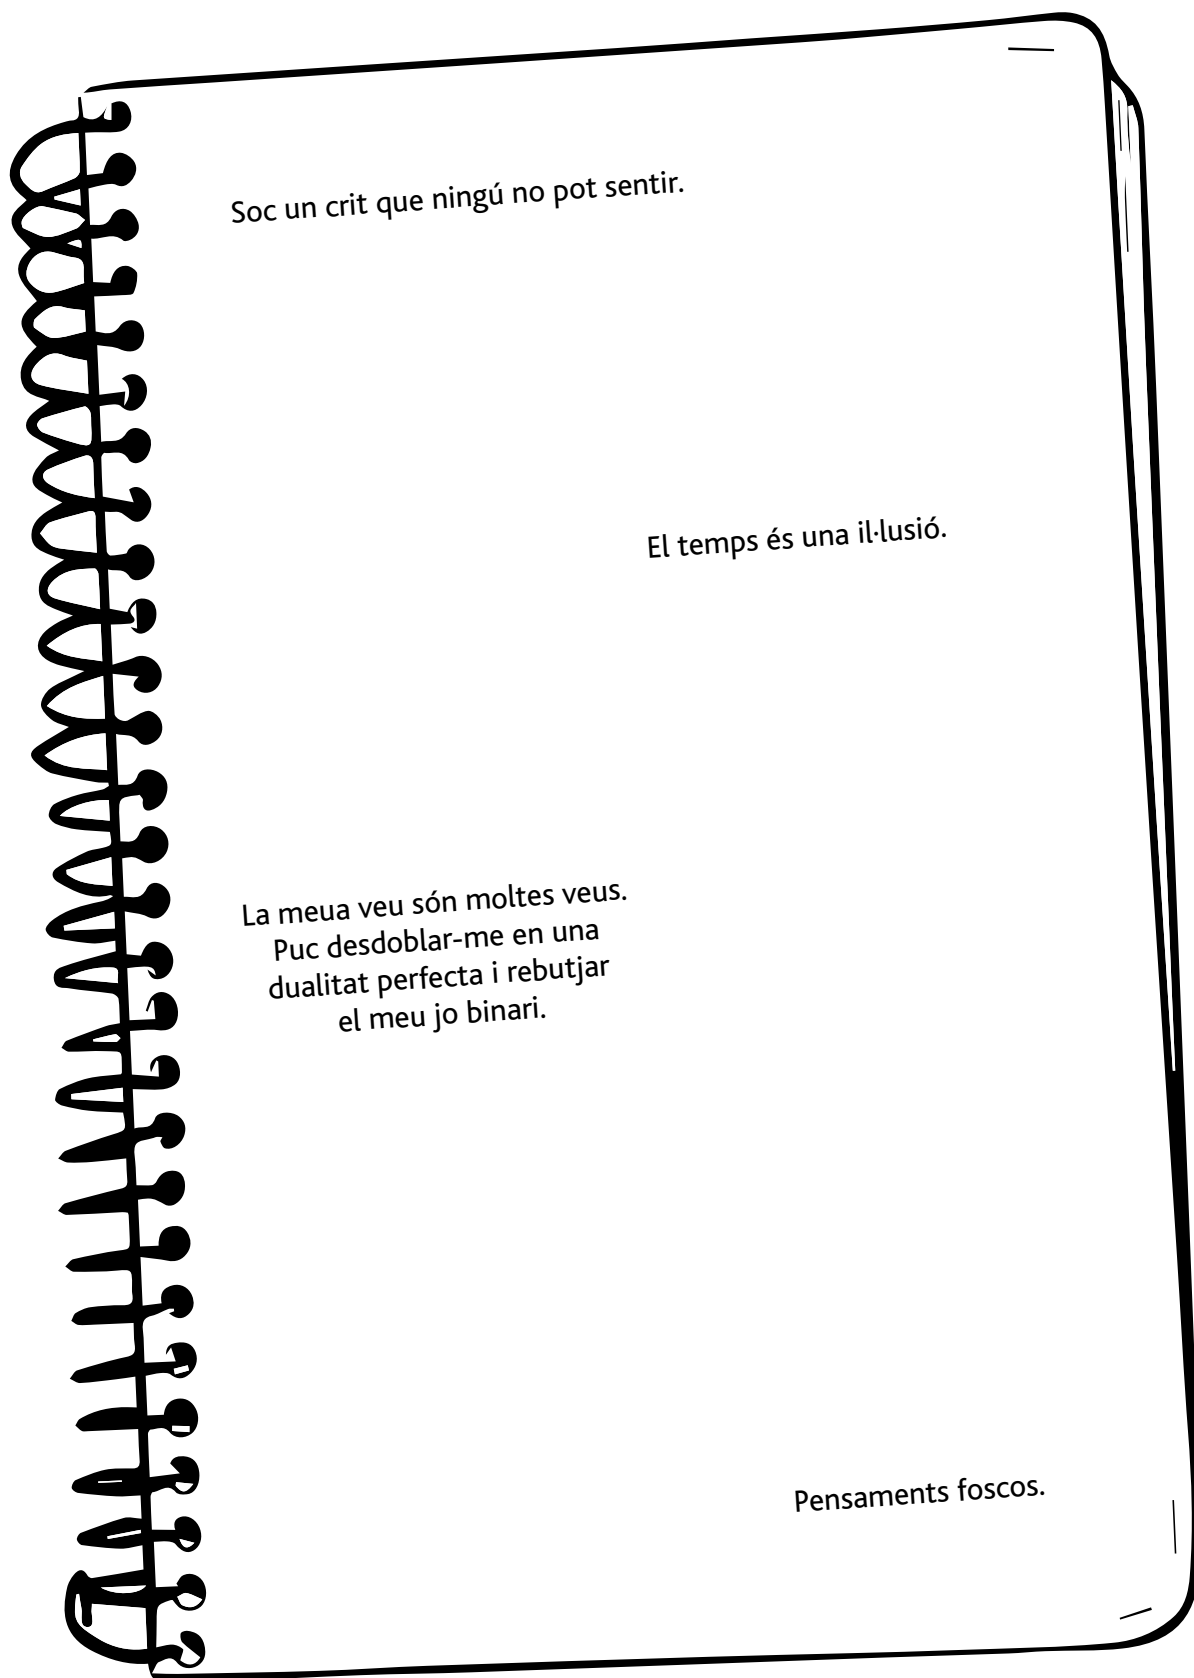 Soc un crit que ningú no pot sentir.
El temps és una il·lusió.
La meua veu són moltes veus.
Puc desdoblar-me en una
dualitat perfecta i rebutjar
el meu jo binari.
Pensaments foscos.